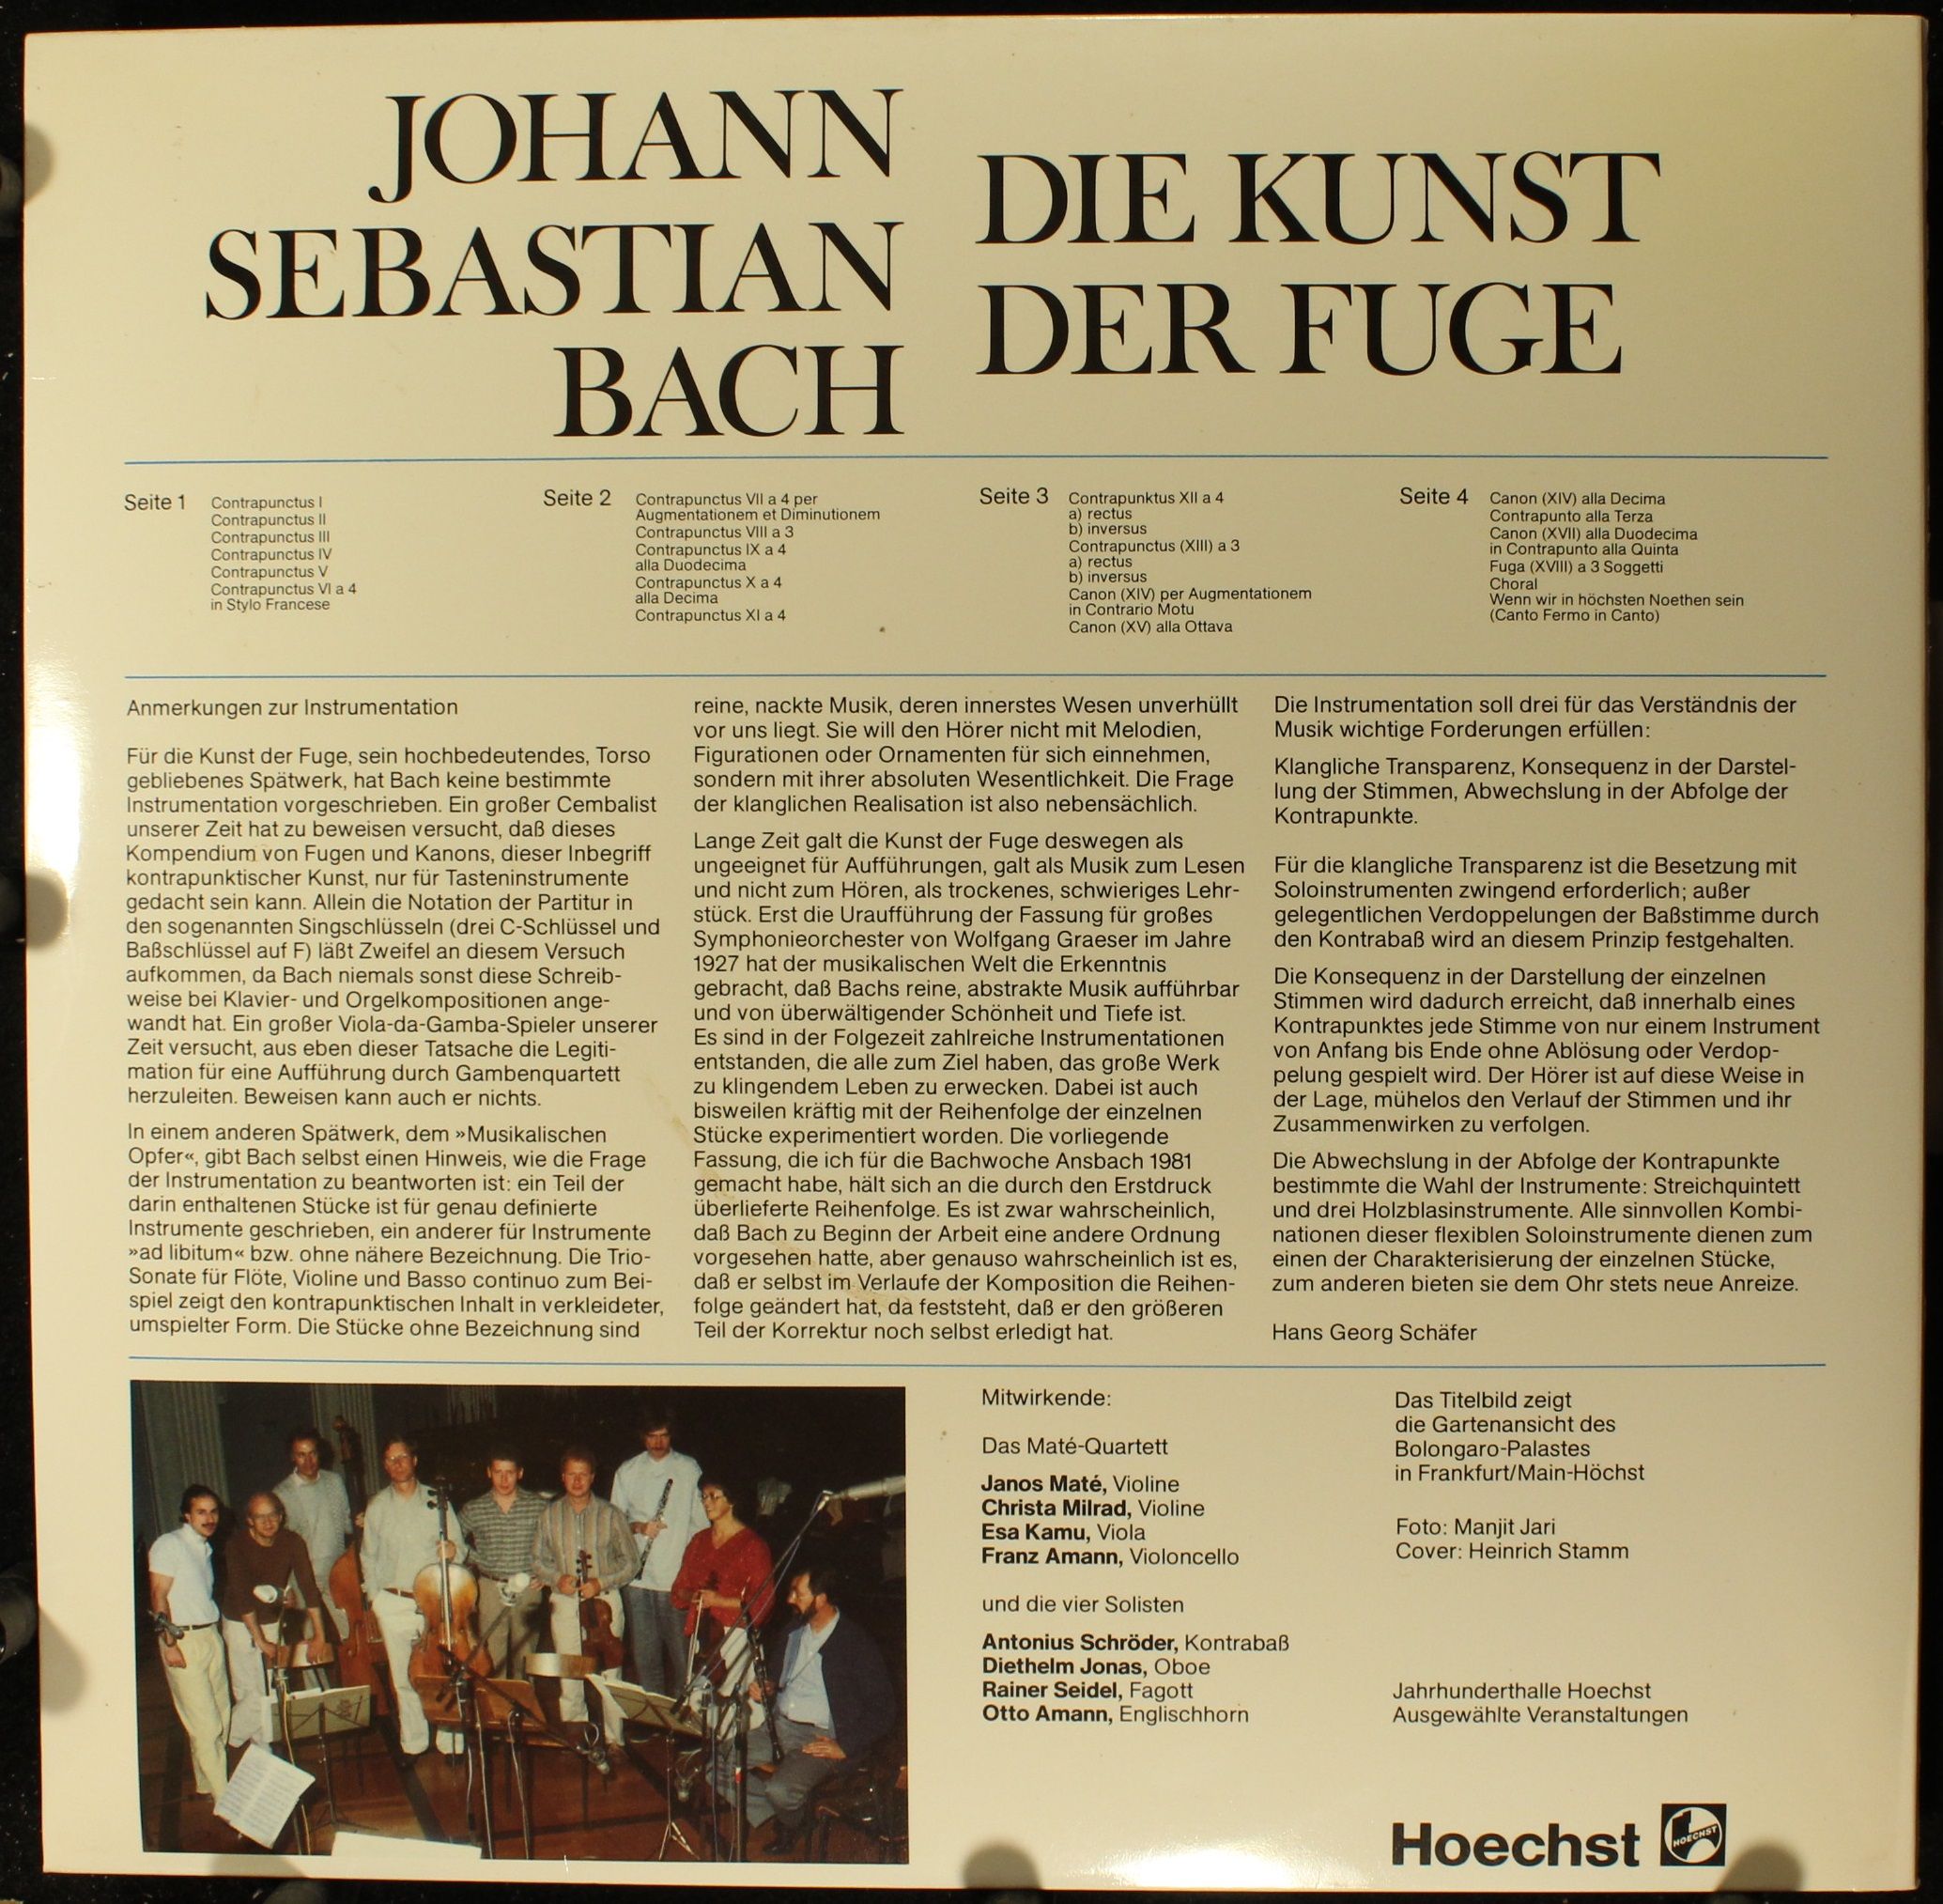 JOHANN
SEBASTIAN
BACH
DIE KUNST
DER FUGE
Seite 1
Contrapunctus I
Contrapunctus II
Contrapunctus III
Contrapunctus IV
Contrapunctus V
Contrapunctus VI a 4
in Stylo Francese
Seite 2
Contrapunctus VII a 4 per
Augmentationem et Diminutionem
Contrapunctus VIII a 3
Contrapunctus IX a 4
alla Duodecima
Contrapunctus X a 4
alla Decima
Contrapunctus XI a 4
Seite 3
Contrapunktus XII a 4
a) rectus
b) inversus
Contrapunctus (XIII) a 3
a) rectus
b) inversus
Canon (XIV) per Augmentationem
in Contrario Motu
Canon (XV) alla Ottava
Seite 4
Canon (XIV) alla Decima
Contrapunto alla Terza
Canon (XVII) alla Duodecima
in Contrapunto alla Quinta
Fuga (XVIII) a 3 Soggetti
Choral
Wenn wir in höchsten Noethen sein
(Canto Fermo in Canto)
Anmerkungen zur Instrumentation
Für die Kunst der Fuge, sein hochbedeutendes, Torso
gebliebenes Spätwerk, hat Bach keine bestimmte
Instrumentation vorgeschrieben. Ein großer Cembalist
unserer Zeit hat zu beweisen versucht, daß dieses
Kompendium von Fugen und Kanons, dieser Inbegriff
kontrapunktischer Kunst, nur für Tasteninstrumente
gedacht sein kann. Allein die Notation der Partitur in
den sogenannten Singschlüsseln (drei C-Schlüssel und
Baßschlüssel auf F) läßt Zweifel an diesem Versuch
aufkommen, da Bach niemals sonst diese Schreib-
weise bei Klavier- und Orgelkompositionen ange-
wandt hat. Ein großer Viola-da-Gamba-Spieler unserer
Zeit versucht, aus eben dieser Tatsache die Legiti-
mation für eine Aufführung durch Gambenquartett
herzuleiten. Beweisen kann auch er nichts.
In einem anderen Spätwerk, dem »Musikalischen
Opfer«, gibt Bach selbst einen Hinweis, wie die Frage
der Instrumentation zu beantworten ist: ein Teil der
darin enthaltenen Stücke ist für genau definierte
Instrumente geschrieben, ein anderer für Instrumente
»ad libitum« bzw. ohne nähere Bezeichnung. Die Trio-
Sonate für Flöte, Violine und Basso continuo zum Bei-
spiel zeigt den kontrapunktischen Inhalt in verkleideter,
umspielter Form. Die Stücke ohne Bezeichnung sind
reine, nackte Musik, deren innerstes Wesen unverhüllt
vor uns liegt. Sie will den Hörer nicht mit Melodien,
Figurationen oder Ornamenten für sich einnehmen,
sondern mit ihrer absoluten Wesentlichkeit. Die Frage
der klanglichen Realisation ist also nebensächlich.
Lange Zeit galt die Kunst der Fuge deswegen als
ungeeignet für Aufführungen, galt als Musik zum Lesen
und nicht zum Hören, als trockenes, schwieriges Lehr-
stück. Erst die Uraufführung der Fassung für großes
Symphonieorchester von Wolfgang Graeser im Jahre
1927 hat der musikalischen Welt die Erkenntnis
gebracht, daß Bachs reine, abstrakte Musik aufführbar
und von überwältigender Schönheit und Tiefe ist.
Es sind in der Folgezeit zahlreiche Instrumentationen
entstanden, die alle zum Ziel haben, das große Werk
zu klingendem Leben zu erwecken. Dabei ist auch
bisweilen kräftig mit der Reihenfolge der einzelnen
Stücke experimentiert worden. Die vorliegende
Fassung, die ich für die Bachwoche Ansbach 1981
gemacht habe, hält sich an die durch den Erstdruck
überlieferte Reihenfolge. Es ist zwar wahrscheinlich,
daß Bach zu Beginn der Arbeit eine andere Ordnung
vorgesehen hatte, aber genauso wahrscheinlich ist es,
daß er selbst im Verlaufe der Komposition die Reihen-
folge geändert hat, da feststeht, daß er den größeren
Teil der Korrektur noch selbst erledigt hat.
Die Instrumentation soll drei für das Verständnis der
Musik wichtige Forderungen erfüllen:
Klangliche Transparenz, Konsequenz in der Darstel-
lung der Stimmen, Abwechslung in der Abfolge der
Kontrapunkte.
Für die klangliche Transparenz ist die Besetzung mit
Soloinstrumenten zwingend erforderlich; außer
gelegentlichen Verdoppelungen der Baßstimme durch
den Kontrabaß wird an diesem Prinzip festgehalten.
Die Konsequenz in der Darstellung der einzelnen
Stimmen wird dadurch erreicht, daß innerhalb eines
Kontrapunktes jede Stimme von nur einem Instrument
von Anfang bis Ende ohne Ablösung oder Verdop-
pelung gespielt wird. Der Hörer ist auf diese Weise in
der Lage, mühelos den Verlauf der Stimmen und ihr
Zusammenwirken zu verfolgen.
Die Abwechslung in der Abfolge der Kontrapunkte
bestimmte die Wahl der Instrumente: Streichquintett
und drei Holzblasinstrumente. Alle sinnvollen Kombi-
nationen dieser flexiblen Soloinstrumente dienen zum
einen der Charakterisierung der einzelnen Stücke,
zum anderen bieten sie dem Ohr stets neue Anreize.
Hans Georg Schäfer
Mitwirkende:
Das Maté-Quartett
Janos Maté, Violine
Christa Milrad, Violine
Esa Kamu, Viola
Franz Amann, Violoncello
und die vier Solisten
Antonius Schröder, Kontrabaß
Diethelm Jonas, Oboe
Rainer Seidel, Fagott
Otto Amann, Englischhorn
Das Titelbild zeigt
die Gartenansicht des
Bolongaro-Palastes
in Frankfurt/Main-Höchst
Foto: Manjit Jari
Cover: Heinrich Stamm
Jahrhunderthalle Hoechst
Ausgewählte Veranstaltungen
Hoechst
HOECHST